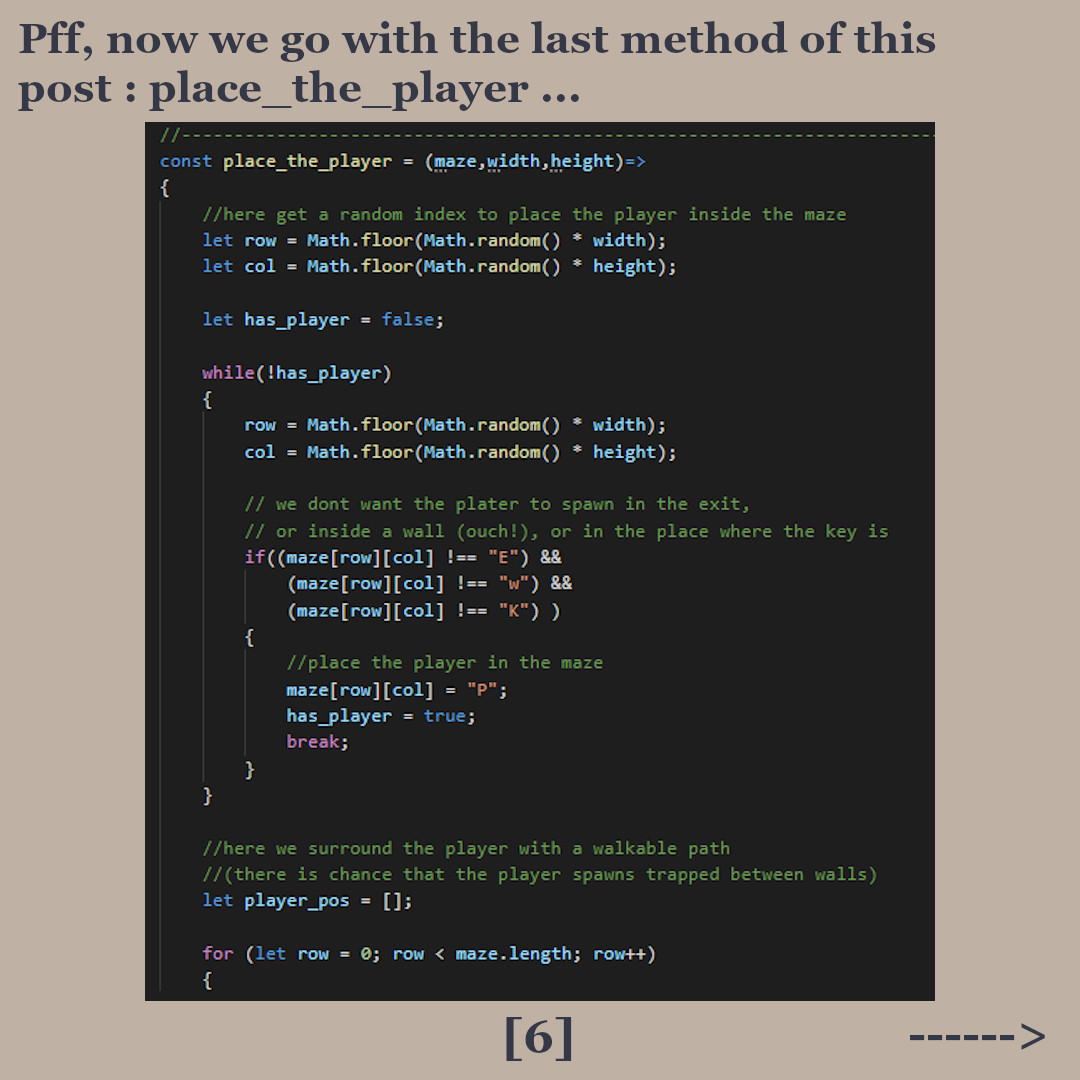 Pff, now we go with the last method of this
post : place_the_player ...
//------------------------------------------------------------------------
const place_the_player = (maze,width,height)=>
{
    //here get a random index to place the player inside the maze
    let row = Math.floor(Math.random() * width);
    let col = Math.floor(Math.random() * height);

    let has_player = false;

    while(!has_player)
    {
        row = Math.floor(Math.random() * width);
        col = Math.floor(Math.random() * height);

        // we dont want the plater to spawn in the exit,
        // or inside a wall (ouch!), or in the place where the key is
        if((maze[row][col] !== "E") &&
            (maze[row][col] !== "w") &&
            (maze[row][col] !== "K") )
        {
            //place the player in the maze
            maze[row][col] = "P";
            has_player = true;
            break;
        }
    }

    //here we surround the player with a walkable path
    //(there is chance that the player spawns trapped between walls)
    let player_pos = [];

    for (let row = 0; row < maze.length; row++)
    {
[6]
------>